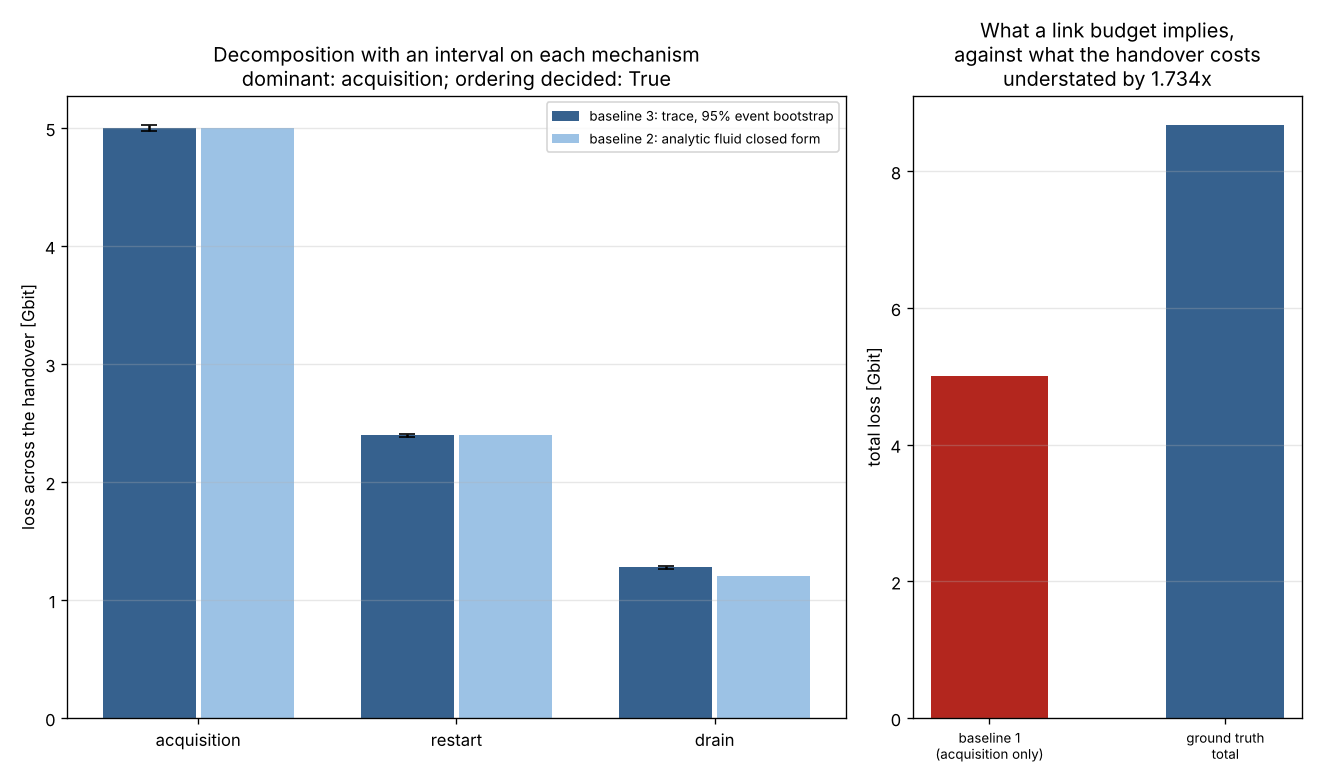 Decomposition with an interval on each mechanism
dominant: acquisition; ordering decided: True
baseline 3: trace, 95% event bootstrap
baseline 2: analytic fluid closed form
loss across the handover [Gbit]
5
4
3
2
1
0
acquisition
restart
drain
What a link budget implies,
against what the handover costs
understated by 1.734x
total loss [Gbit]
8
6
4
2
0
baseline 1
(acquisition only)
ground truth
total